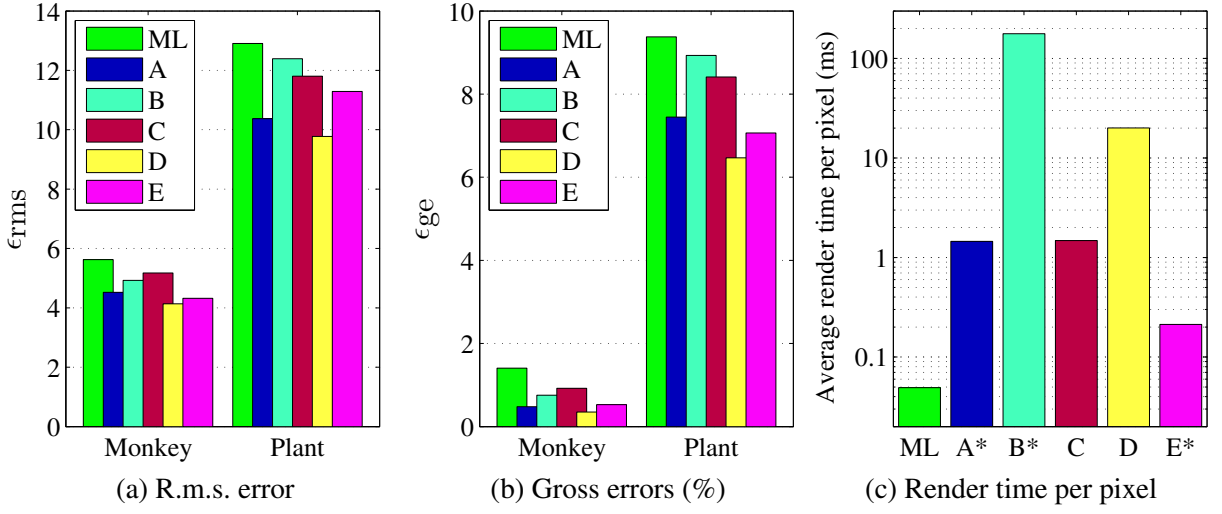 14
12
10
8
6
4
2
0
ϵrms
ML
A
B
C
D
E
Monkey Plant
(a) R.m.s. error
10
8
6
4
2
0
ϵge
ML
A
B
C
D
E
Monkey Plant
(b) Gross errors (%)
Average render time per pixel (ms)
100
10
1
0.1
ML A* B* C D E*
(c) Render time per pixel